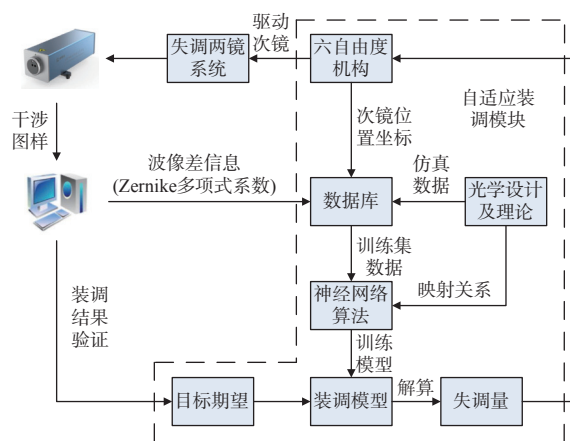 驱动
次镜
失调两镜
系统
六自由度
机构
自适应装
调模块
干涉
图样
次镜位
置坐标
波像差信息
(Zernike多项式系数)
仿真
数据
数据库
光学设计
及理论
训练集
数据
神经网络
算法
映射关系
装调
结果
验证
训练
模型
目标期望
装调模型
解算
失调量